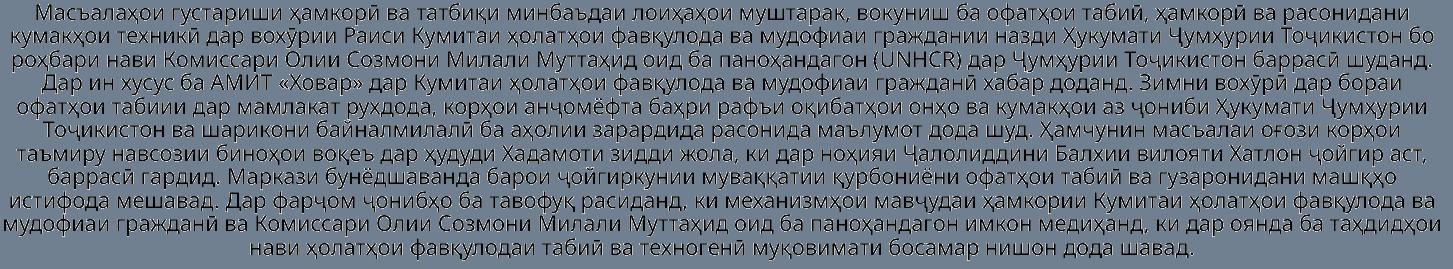 Масъалаҳои густариши ҳамкорӣ ва татбиқи минбаъдаи лоиҳаҳои муштарак, вокуниш ба офатҳои табиӣ, ҳамкорӣ ва расонидани
кумакҳои техникӣ дар вохӯрии Раиси Кумитаи ҳолатҳои фавқулода ва мудофиаи граждании назди Ҳукумати Ҷумҳурии Тоҷикистон бо
роҳбари нави Комиссари Олии Созмони Милали Муттаҳид оид ба паноҳандагон (UNHCR) дар Ҷумҳурии Тоҷикистон баррасӣ шуданд.
Дар ин хусус ба АМИТ «Ховар» дар Кумитаи ҳолатҳои фавқулода ва мудофиаи гражданӣ хабар доданд. Зимни вохӯрӣ дар бораи
офатҳои табиии дар мамлакат рухдода, корҳои анҷомёфта баҳри рафъи оқибатҳои онҳо ва кумакҳои аз ҷониби Ҳукумати Ҷумҳурии
Тоҷикистон ва шарикони байналмилалӣ ба аҳолии зарардида расонида маълумот дода шуд. Ҳамчунин масъалаи оғози корҳои
таъмиру навсозии биноҳои воқеъ дар ҳудуди Хадамоти зидди жола, ки дар ноҳияи Ҷалолиддини Балхии вилояти Хатлон ҷойгир аст,
баррасӣ гардид. Маркази бунёдшаванда барои ҷойгиркунии муваққатии қурбониёни офатҳои табиӣ ва гузаронидани машқҳо
истифода мешавад. Дар фарҷом ҷонибҳо ба тавофуқ расиданд, ки механизмҳои мавҷудаи ҳамкории Кумитаи ҳолатҳои фавқулода ва
мудофиаи гражданӣ ва Комиссари Олии Созмони Милали Муттаҳид оид ба паноҳандагон имкон медиҳанд, ки дар оянда ба таҳдидҳои
нави ҳолатҳои фавқулодаи табиӣ ва техногенӣ муқовимати босамар нишон дода шавад.